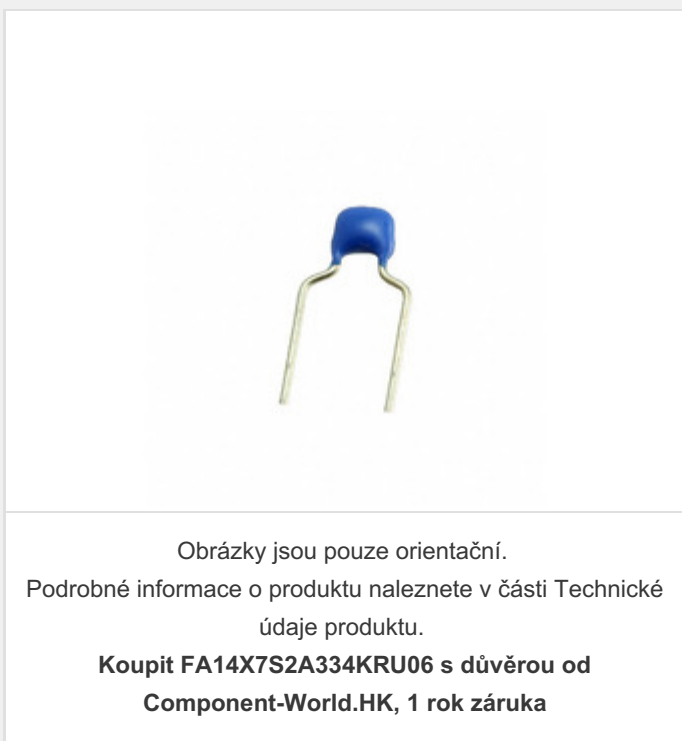 Obrázky jsou pouze orientační.
Podrobné informace o produktu naleznete v části Technické
údaje produktu.
Koupit FA14X7S2A334KRU06 s důvěrou od
Component-World.HK, 1 rok záruka